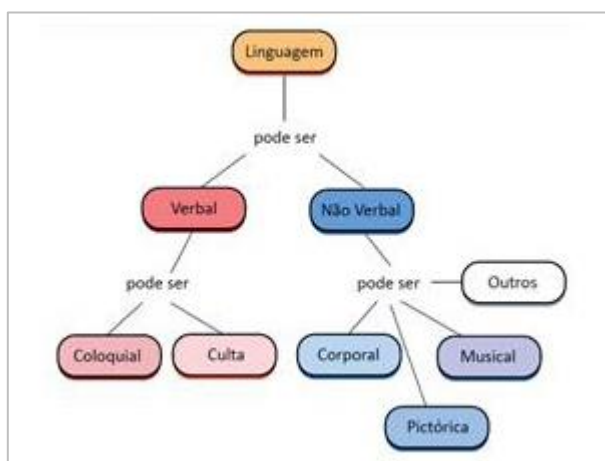 Linguagem
pode ser
Verbal
Não Verbal
pode ser
pode ser
Outros
Coloquial
Culta
Corporal
Musical
Pictórica